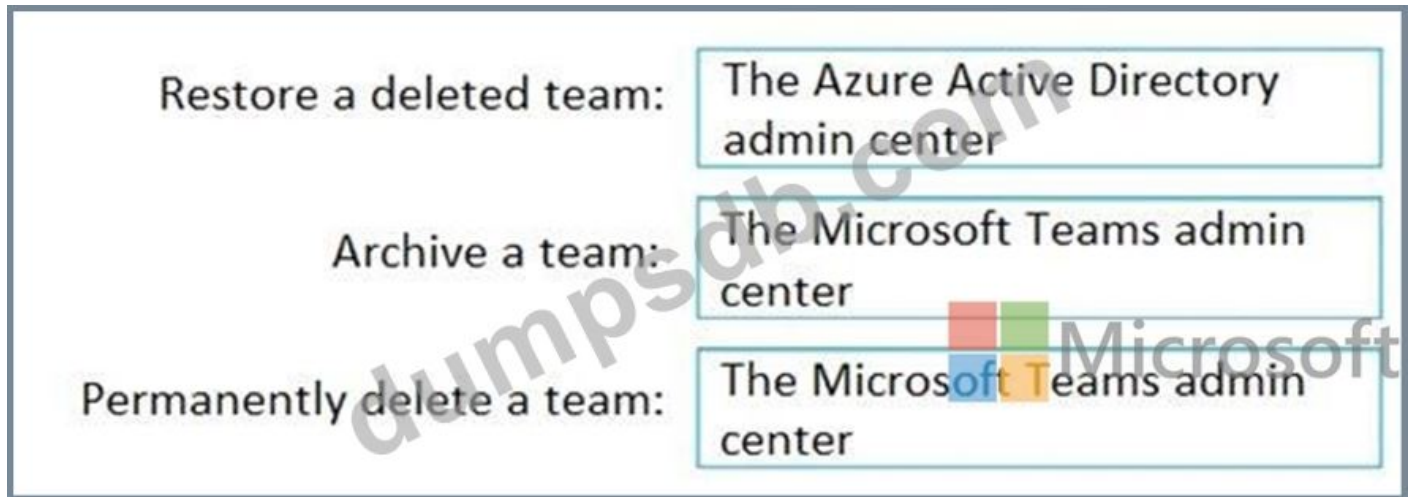 Restore a deleted team:
The Azure Active Directory
admin center
Archive a team:
The Microsoft Teams admin
center
Permanently delete a team:
The Microsoft Teams admin
center
dumpsdb.com
Microsoft